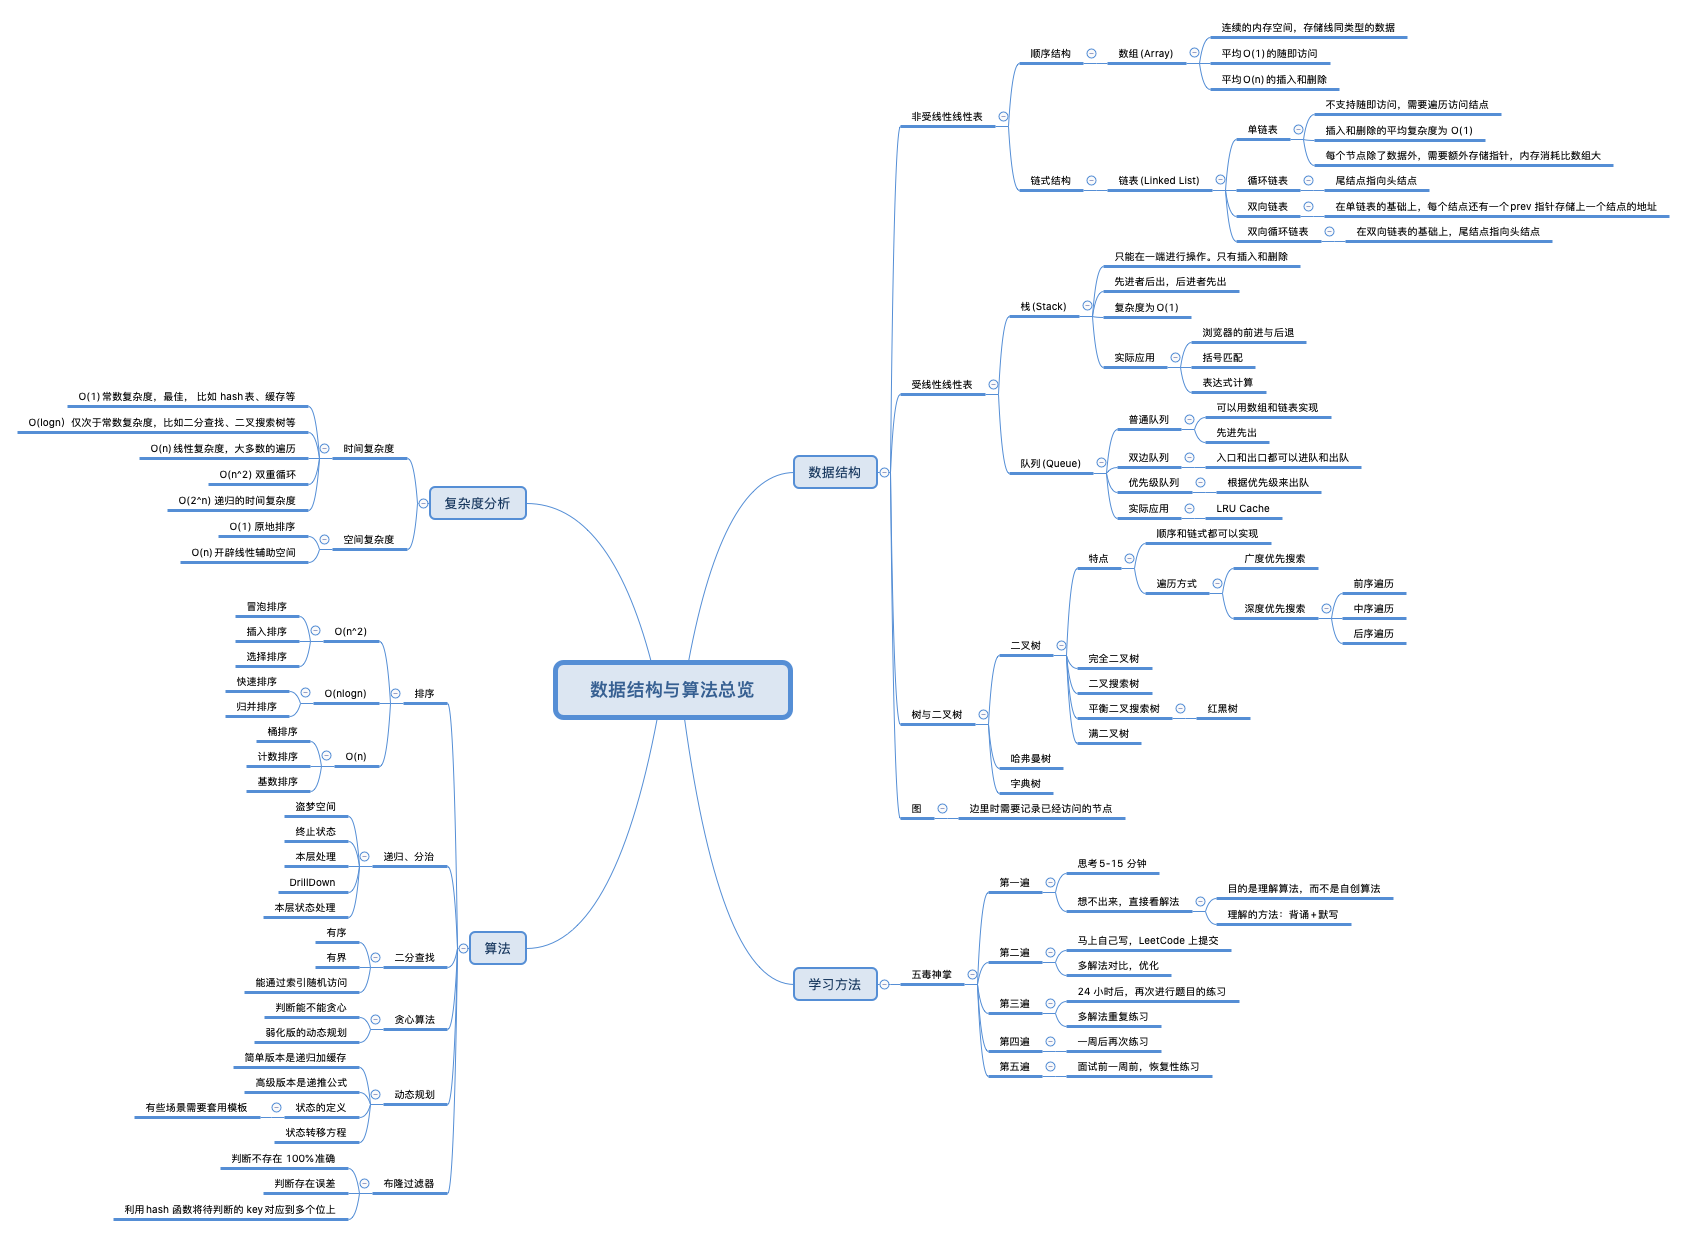 数据结构与算法总览
数据结构
非受线性线性表
顺序结构
数组 (Array)
连续的内存空间，存储线同类型的数据
平均 O(1) 的随即访问
平均 O(n) 的插入和删除
链式结构
链表 (Linked List)
单链表
不支持随即访问，需要遍历访问结点
插入和删除的平均复杂度为 O(1)
每个节点除了数据外，需要额外存储指针，内存消耗比数组大
循环链表
尾结点指向头结点
双向链表
在单链表的基础上，每个结点还有一个prev 指针存储上一个结点的地址
双向循环链表
在双向链表的基础上，尾结点指向头结点
受线性线性表
栈 (Stack)
只能在一端进行操作。只有插入和删除
先进者后出，后进者先出
复杂度为 O(1)
实际应用
浏览器的前进与后退
括号匹配
表达式计算
队列 (Queue)
普通队列
可以用数组和链表实现
先进先出
双边队列
入口和出口都可以进队和出队
优先级队列
根据优先级来出队
实际应用
LRU Cache
树与二叉树
二叉树
特点
顺序和链式都可以实现
遍历方式
广度优先搜索
深度优先搜索
前序遍历
中序遍历
后序遍历
完全二叉树
二叉搜索树
平衡二叉搜索树
红黑树
满二叉树
哈弗曼树
字典树
图
边里时需要记录已经访问的节点
学习方法
五毒神掌
第一遍
思考 5-15 分钟
想不出来，直接看解法
目的是理解算法，而不是自创算法
理解的方法：背诵+默写
第二遍
马上自己写，LeetCode 上提交
多解法对比，优化
第三遍
24 小时后，再次进行题目的练习
多解法重复练习
第四遍
一周后再次练习
第五遍
面试前一周前，恢复性练习
复杂度分析
时间复杂度
O(1) 常数复杂度，最佳， 比如 hash 表、缓存等
O(logn）仅次于常数复杂度，比如二分查找、二叉搜索树等
O(n) 线性复杂度，大多数的遍历
O(n^2) 双重循环
O(2^n) 递归的时间复杂度
空间复杂度
O(1) 原地排序
O(n) 开辟线性辅助空间
算法
排序
O(n^2)
冒泡排序
插入排序
选择排序
O(nlogn)
快速排序
归并排序
O(n)
桶排序
计数排序
基数排序
递归、分治
盗梦空间
终止状态
本层处理
DrillDown
本层状态处理
二分查找
有序
有界
能通过索引随机访问
贪心算法
判断能不能贪心
弱化版的动态规划
动态规划
简单版本是递归加缓存
高级版本是递推公式
状态的定义
有些场景需要套用模板
状态转移方程
布隆过滤器
判断不存在 100%准确
判断存在误差
利用 hash 函数将待判断的 key 对应到多个位上